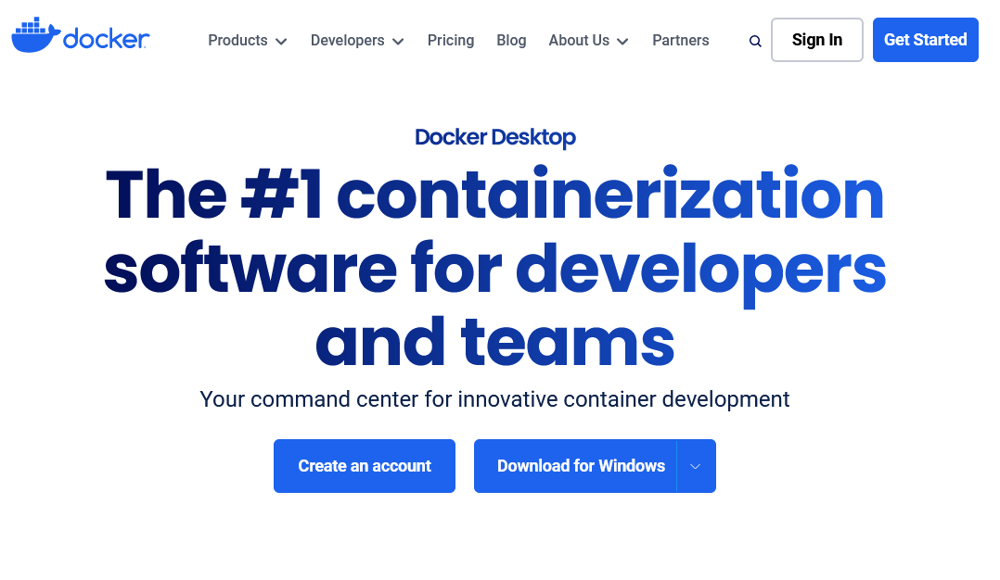 docker
Products Developers Pricing Blog About Us Partners Sign In Get Started
Docker Desktop
The #1 containerization
software for developers
and teams
Your command center for innovative container development
Create an account Download for Windows